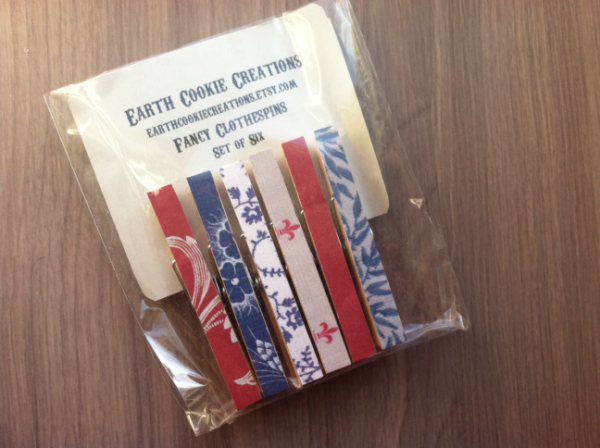 Earth Cookie Creations
earthcookiecreations.etsy.com
Fancy Clothespins
Set of Six